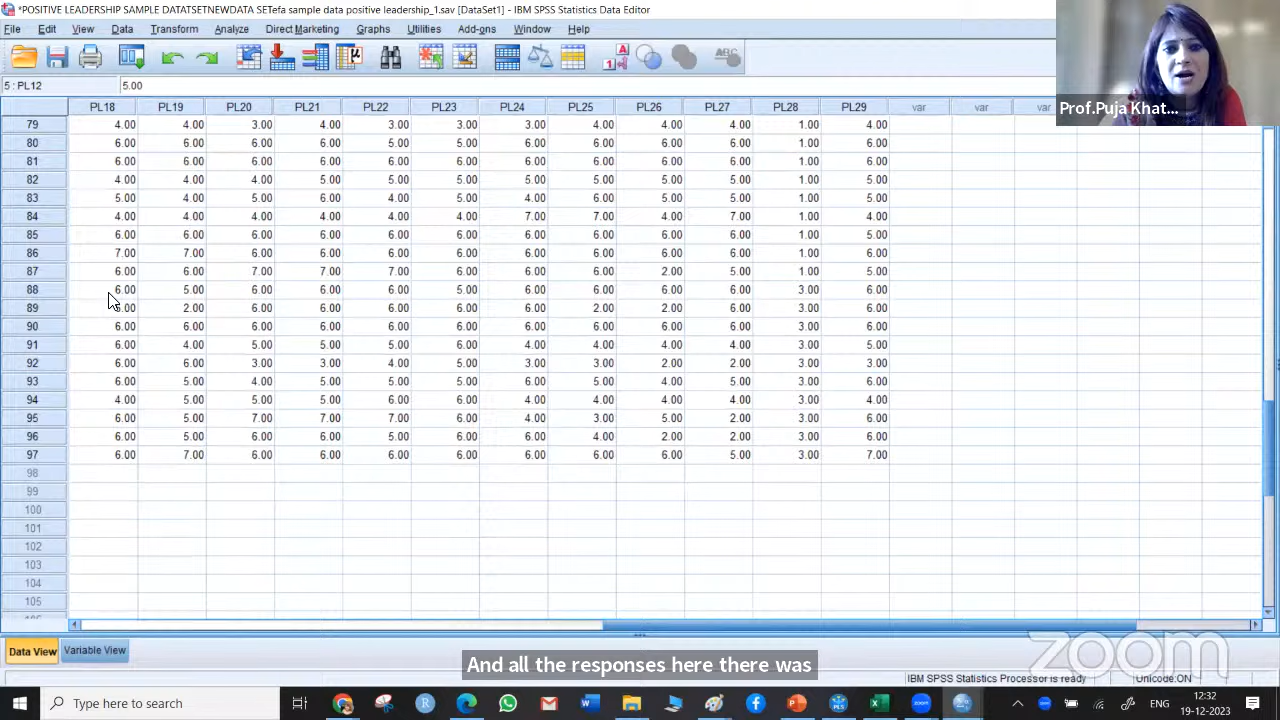 *POSITIVE LEADERSHIP SAMPLE DATATSETNEWDATA SETefa sample data positive leadership_1.sav [DataSet1] - IBM SPSS Statistics Data Editor
File Edit View Data Transform Analyze Direct Marketing Graphs Utilities Add-ons Window Help
5 : PL12 5.00
Prof.Puja Khat...
PL18 PL19 PL20 PL21 PL22 PL23 PL24 PL25 PL26 PL27 PL28 PL29 var var var
79 4.00 4.00 3.00 4.00 3.00 3.00 3.00 4.00 4.00 4.00 1.00 4.00
80 6.00 6.00 6.00 6.00 5.00 5.00 6.00 6.00 6.00 6.00 1.00 6.00
81 6.00 6.00 6.00 6.00 6.00 6.00 6.00 6.00 6.00 6.00 1.00 6.00
82 4.00 4.00 4.00 5.00 5.00 5.00 5.00 5.00 5.00 5.00 1.00 5.00
83 5.00 4.00 5.00 6.00 4.00 5.00 4.00 6.00 5.00 5.00 1.00 6.00
84 4.00 4.00 4.00 4.00 4.00 4.00 7.00 7.00 4.00 7.00 1.00 4.00
85 6.00 6.00 6.00 6.00 6.00 6.00 6.00 6.00 6.00 6.00 1.00 5.00
86 7.00 7.00 6.00 6.00 6.00 6.00 6.00 6.00 6.00 6.00 1.00 6.00
87 6.00 6.00 7.00 7.00 7.00 6.00 6.00 6.00 2.00 5.00 1.00 5.00
88 6.00 5.00 6.00 6.00 6.00 5.00 6.00 6.00 6.00 6.00 3.00 6.00
89 2.00 6.00 6.00 6.00 6.00 6.00 2.00 2.00 6.00 3.00 6.00
90 6.00 6.00 6.00 6.00 6.00 6.00 6.00 6.00 6.00 6.00 3.00 6.00
91 6.00 4.00 5.00 5.00 5.00 6.00 4.00 4.00 4.00 4.00 3.00 5.00
92 6.00 6.00 3.00 3.00 4.00 5.00 3.00 3.00 2.00 2.00 3.00 3.00
93 6.00 5.00 4.00 5.00 5.00 5.00 6.00 5.00 4.00 5.00 3.00 6.00
94 4.00 5.00 5.00 5.00 6.00 6.00 4.00 4.00 4.00 4.00 3.00 4.00
95 6.00 5.00 7.00 7.00 7.00 6.00 4.00 3.00 5.00 2.00 3.00 6.00
96 6.00 5.00 6.00 6.00 5.00 6.00 6.00 4.00 2.00 2.00 3.00 6.00
97 6.00 7.00 6.00 6.00 6.00 6.00 6.00 6.00 6.00 5.00 3.00 7.00
98
99
100
101
102
103
104
105
Data View Variable View
And all the responses here there was
zoom
IBM SPSS Statistics Processor is ready Unicode:ON
Type here to search
12:32
19-12-2023